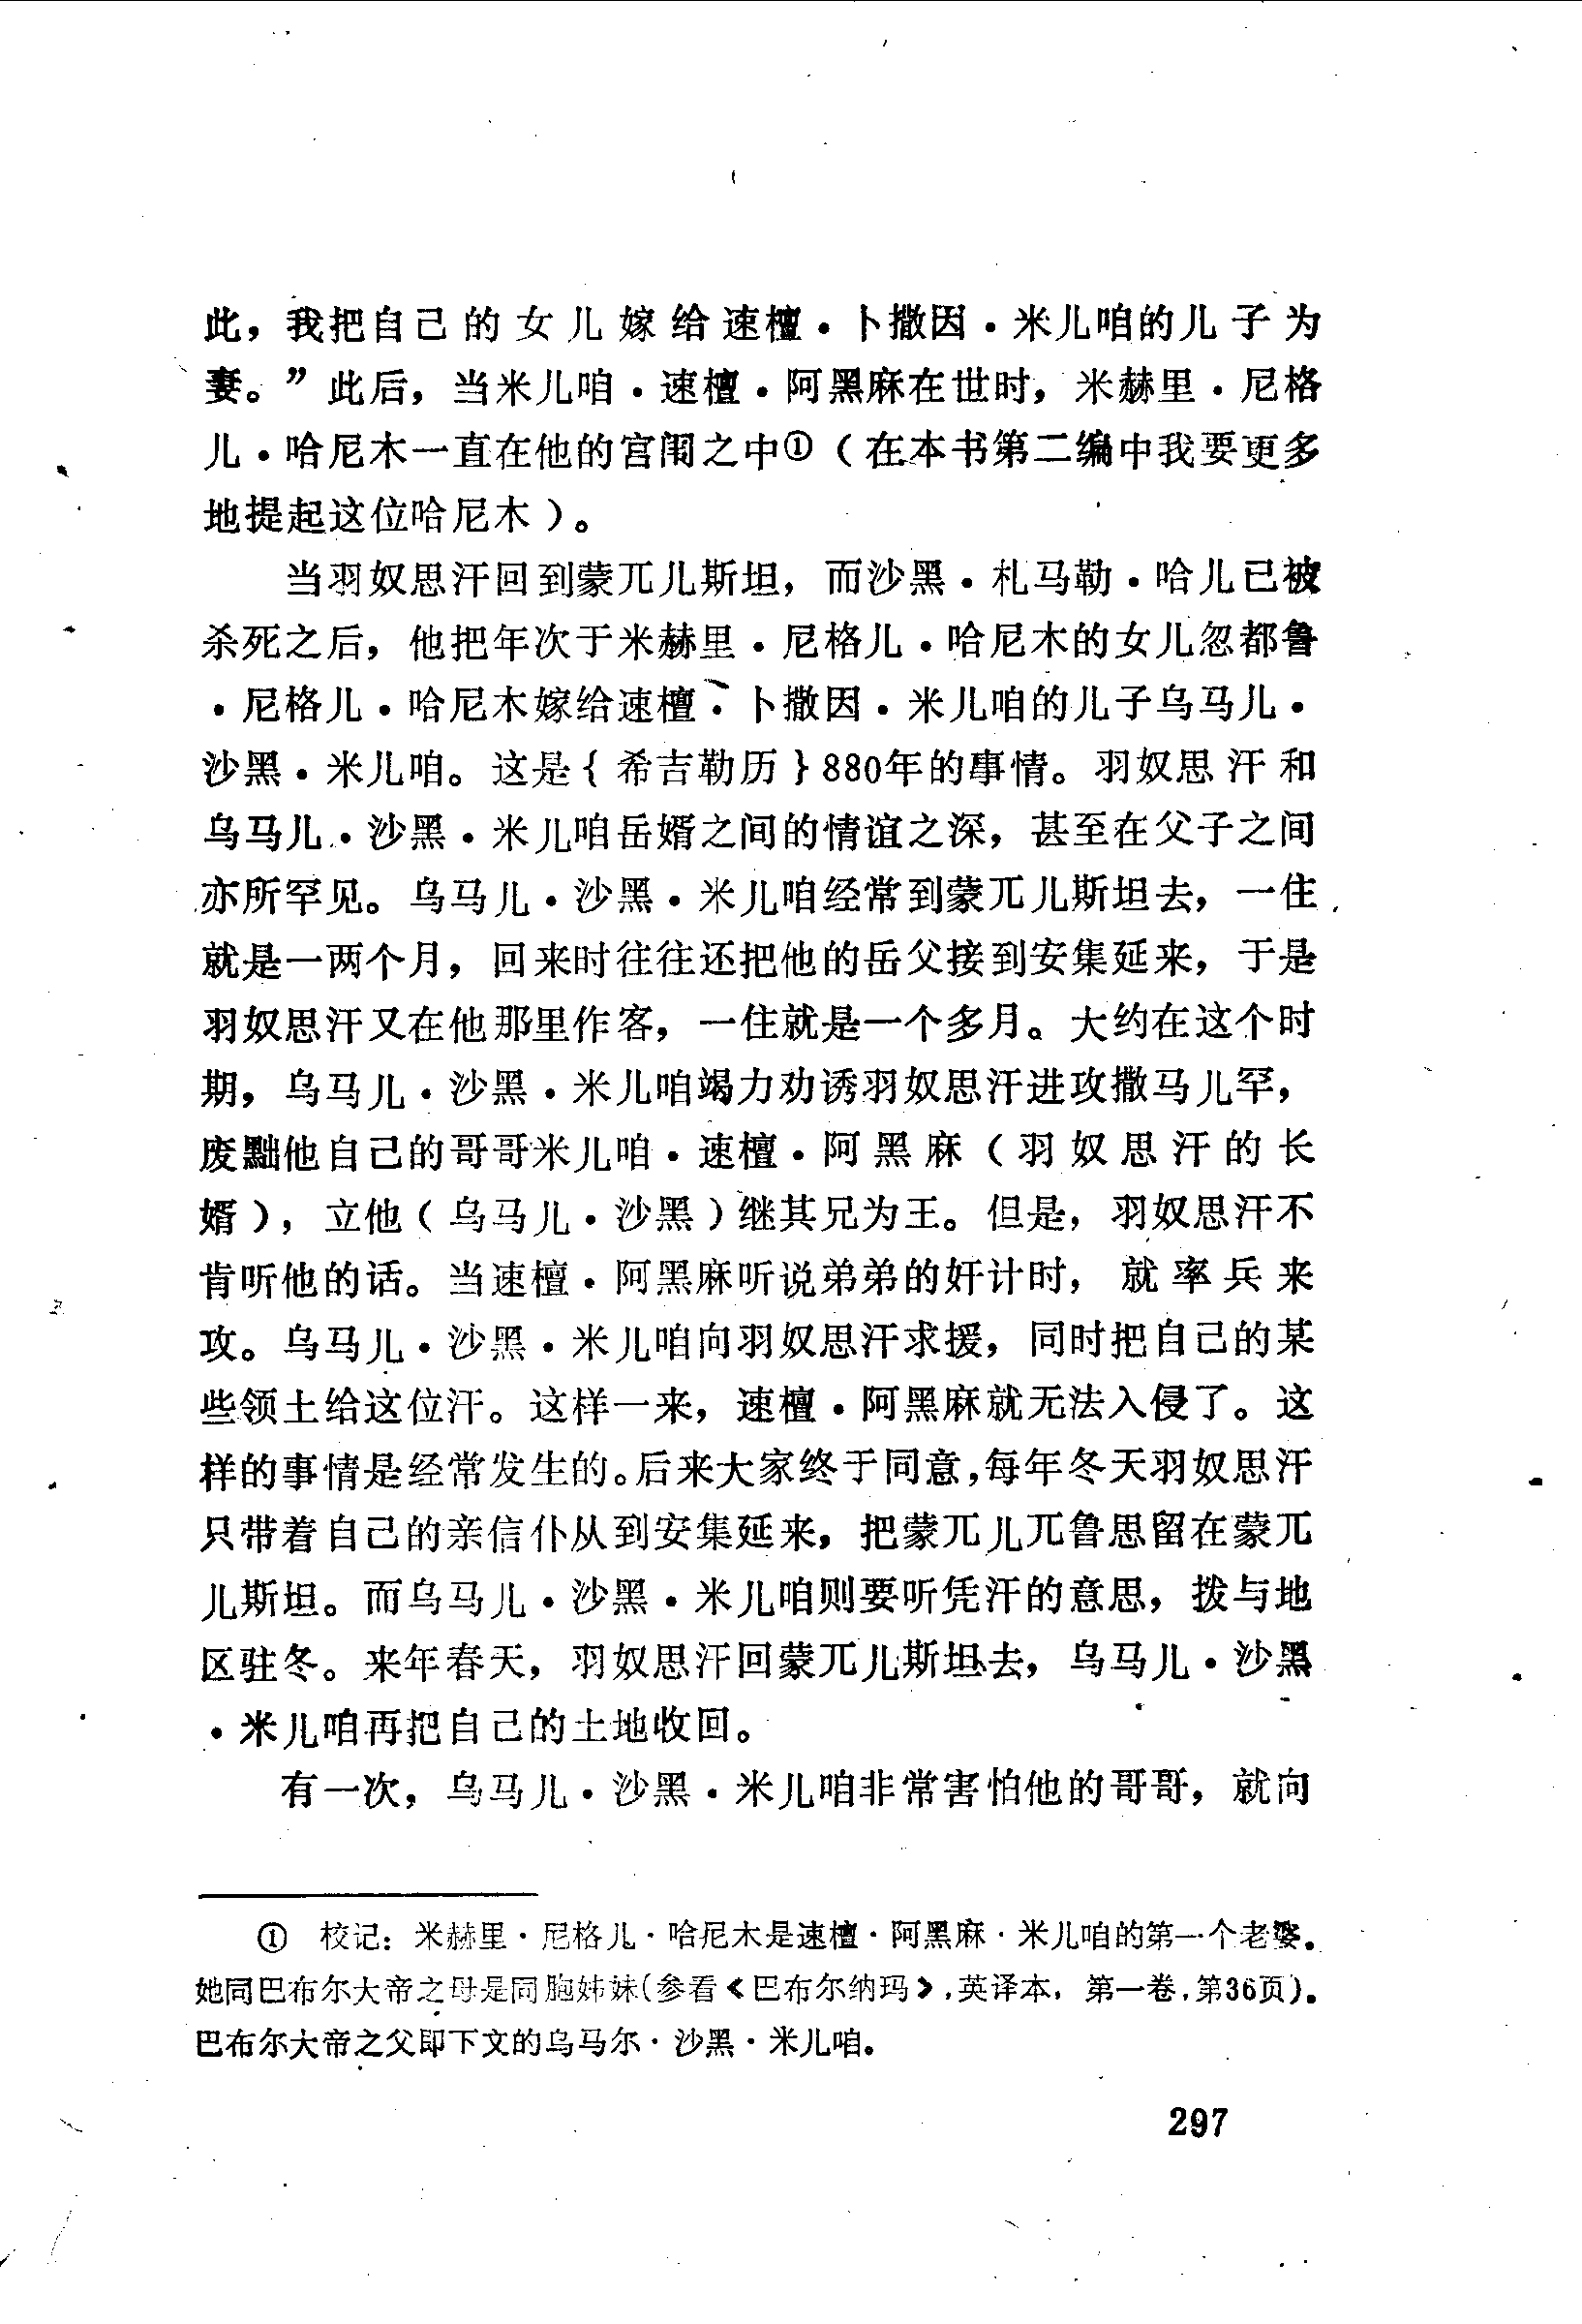 此，我把自己的女儿嫁给速檀·卜撒因·米儿咱的儿子为
妻。”此后，当米儿咱·速檀·阿黑麻在世时，米赫里·尼格
儿·哈尼木一直在他的宫闱之中①（在本书第二编中我要更多
地提起这位哈尼木）。
当羽奴思汗回到蒙兀儿斯坦，而沙黑·札马勒·哈儿已被
杀死之后，他把年次于米赫里·尼格儿·哈尼木的女儿忽都鲁
·尼格儿·哈尼木嫁给速檀·卜撒因·米儿咱的儿子乌马儿·
沙黑·米儿咱。这是{希吉勒历}880年的事情。羽奴思汗和
乌马儿·沙黑·米儿咱岳婿之间的情谊之深，甚至在父子之间
亦所罕见。乌马儿·沙黑·米儿咱经常到蒙兀儿斯坦去，一住
就是一两个月，回来时往往还把他的岳父接到安集延来，于是
羽奴思汗又在他那里作客，一住就是一个多月。大约在这个时
期，乌马儿·沙黑·米儿咱竭力劝诱羽奴思汗进攻撒马儿罕，
废黜他自己的哥哥米儿咱·速檀·阿黑麻（羽奴思汗的长
婿），立他（乌马儿·沙黑）继其兄为王。但是，羽奴思汗不
肯听他的话。当速檀·阿黑麻听说弟弟的奸计时，就率兵来
攻。乌马儿·沙黑·米儿咱向羽奴思汗求援，同时把自己的某
些领土给这位汗。这样一来，速檀·阿黑麻就无法入侵了。这
样的事情是经常发生的。后来大家终于同意，每年冬天羽奴思汗
只带着自己的亲信仆从到安集延来，把蒙兀儿兀鲁思留在蒙兀
儿斯坦。而乌马儿·沙黑·米儿咱则要听凭汗的意思，拨与地
区驻冬。来年春天，羽奴思汗回蒙兀儿斯坦去，乌马儿·沙黑
·米儿咱再把自己的土地收回。
有一次，乌马儿·沙黑·米儿咱非常害怕他的哥哥，就向
① 校记：米赫里·尼格儿·哈尼木是速檀·阿黑麻·米儿咱的第一个老婆。
她同巴布尔大帝之母是同胞姊妹（参看《巴布尔纳玛》，英译本，第一卷，第36页）。
巴布尔大帝之父即下文的乌马尔·沙黑·米儿咱。
297